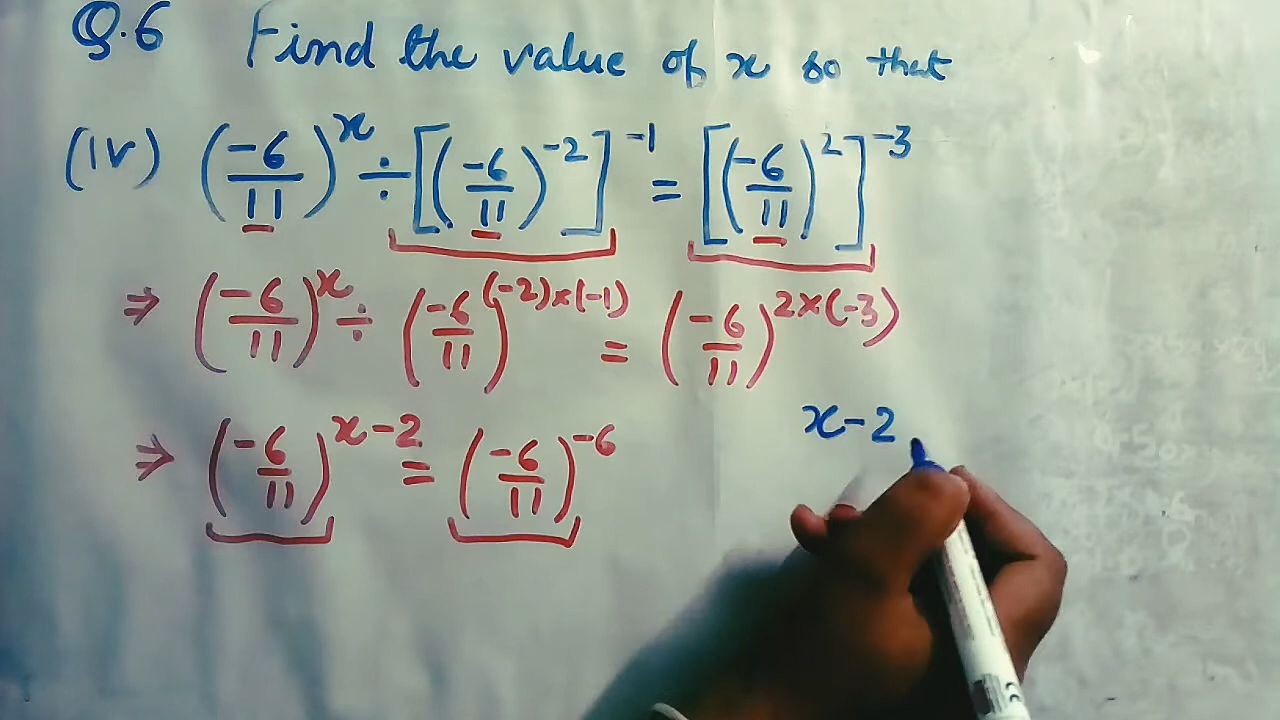 Q.6 Find the value of x so that
(iv) (-6/11)^x ÷ [(-6/11)^-2]^-1 = [(-6/11)^2]^-3
⇒ (-6/11)^x ÷ (-6/11)^(-2)×(-1) = (-6/11)^2×(-3)
⇒ (-6/11)^x-2 = (-6/11)^-6
x-2